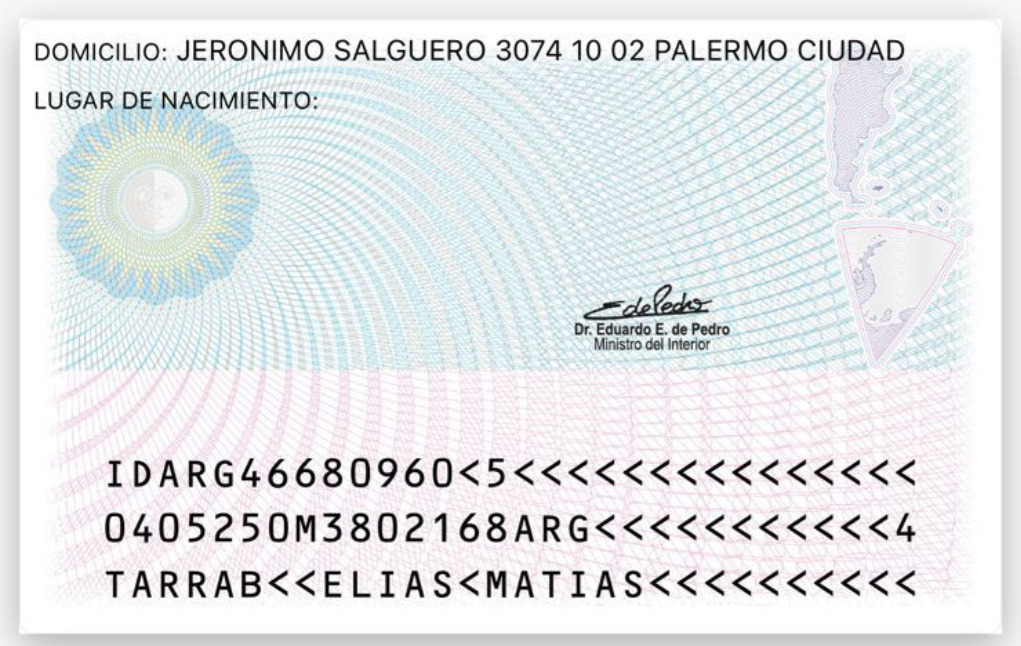 DOMICILIO: JERONIMO SALGUERO 3074 10 02 PALERMO CIUDAD
LUGAR DE NACIMIENTO:
EdePedro
Dr. Eduardo E. de Pedro
Ministro del Interior
IDARG46680960<5<<<<<<<<<<<<<<<
0405250M3802168ARG<<<<<<<<<<<4
TARRAB<<ELIAS<MATIAS<<<<<<<<<<